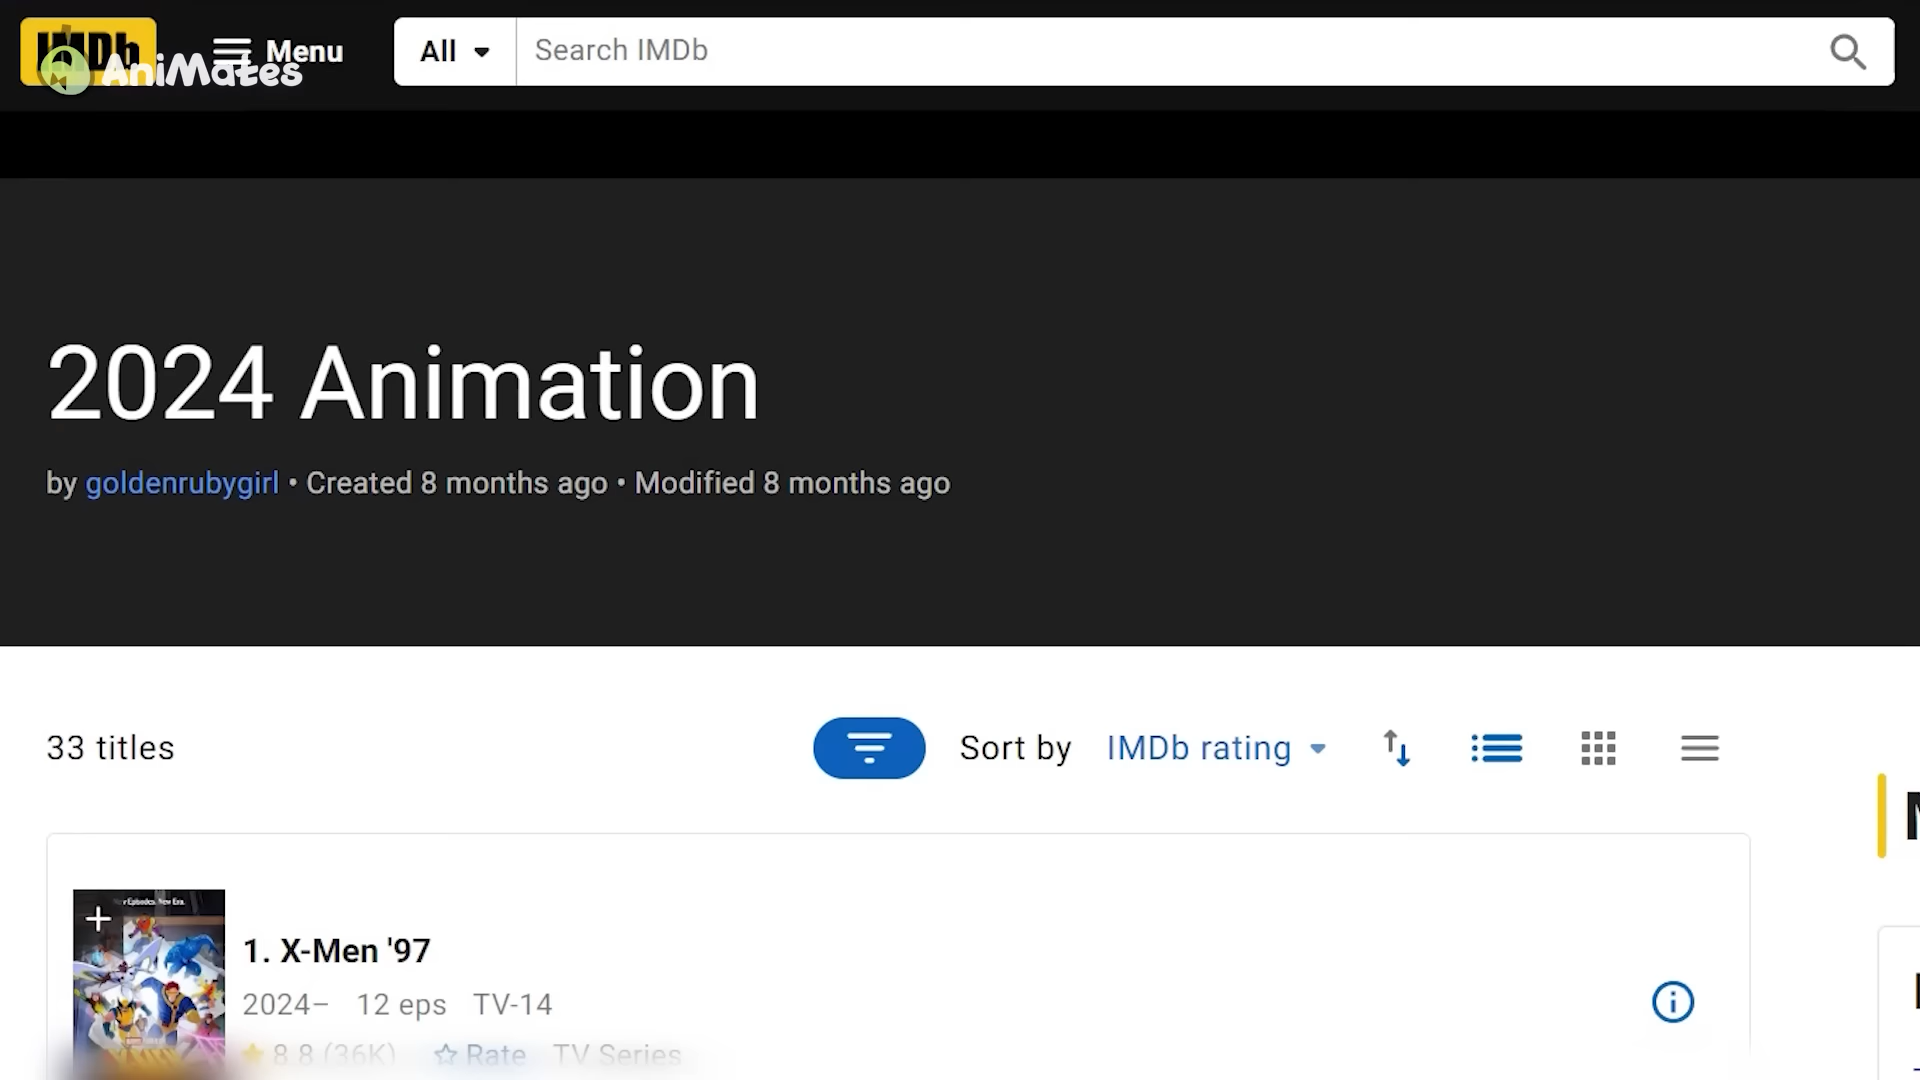 IMDb
AniMates
Menu
All
Search IMDb
2024 Animation
by goldenrubygirl • Created 8 months ago • Modified 8 months ago
33 titles
Sort by IMDb rating
1. X-Men '97
2024– 12 eps TV-14
8.8 (36K) Rate TV Series